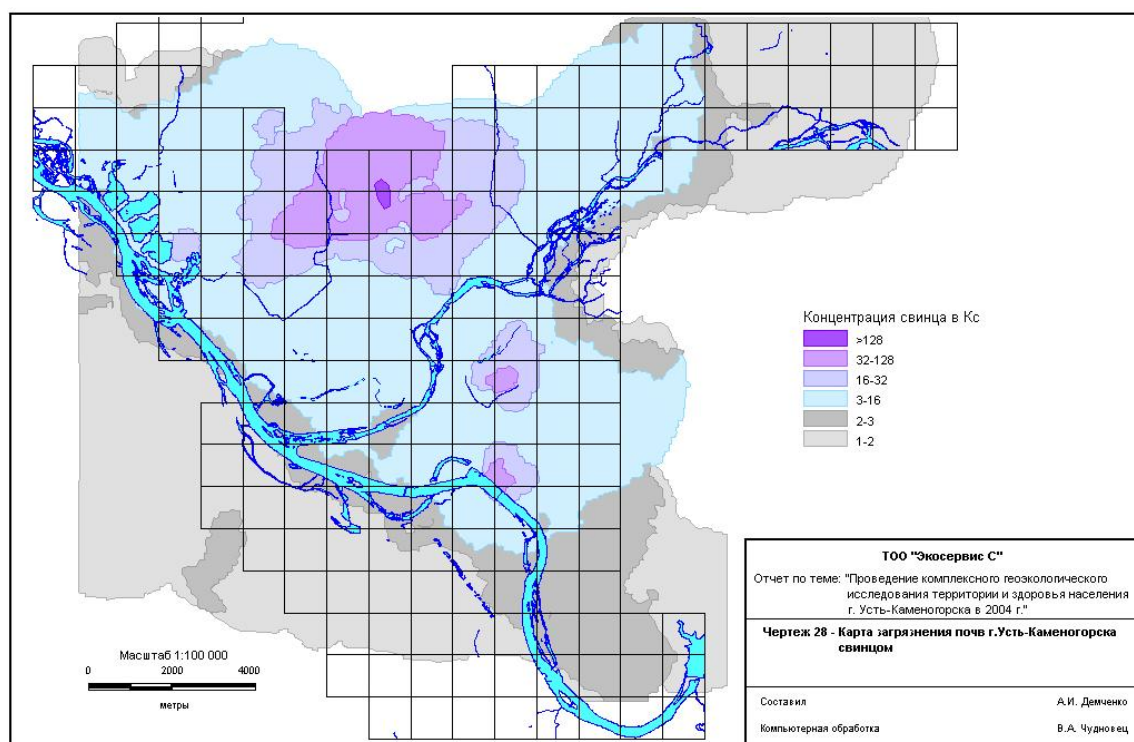 Концентрация свинца в Кс
>128
32-128
16-32
3-16
2-3
1-2
Масштаб 1:100 000
0 2000 4000
метры
ТОО "Экосервис С"
Отчет по теме: "Проведение комплексного геоэкологического
исследования территории и здоровья населения
г. Усть-Каменогорска в 2004 г."
Чертеж 28 - Карта загрязнения почв г.Усть-Каменогорска
свинцом
Составил А.И. Демченко
Компьютерная обработка В.А. Чудновец